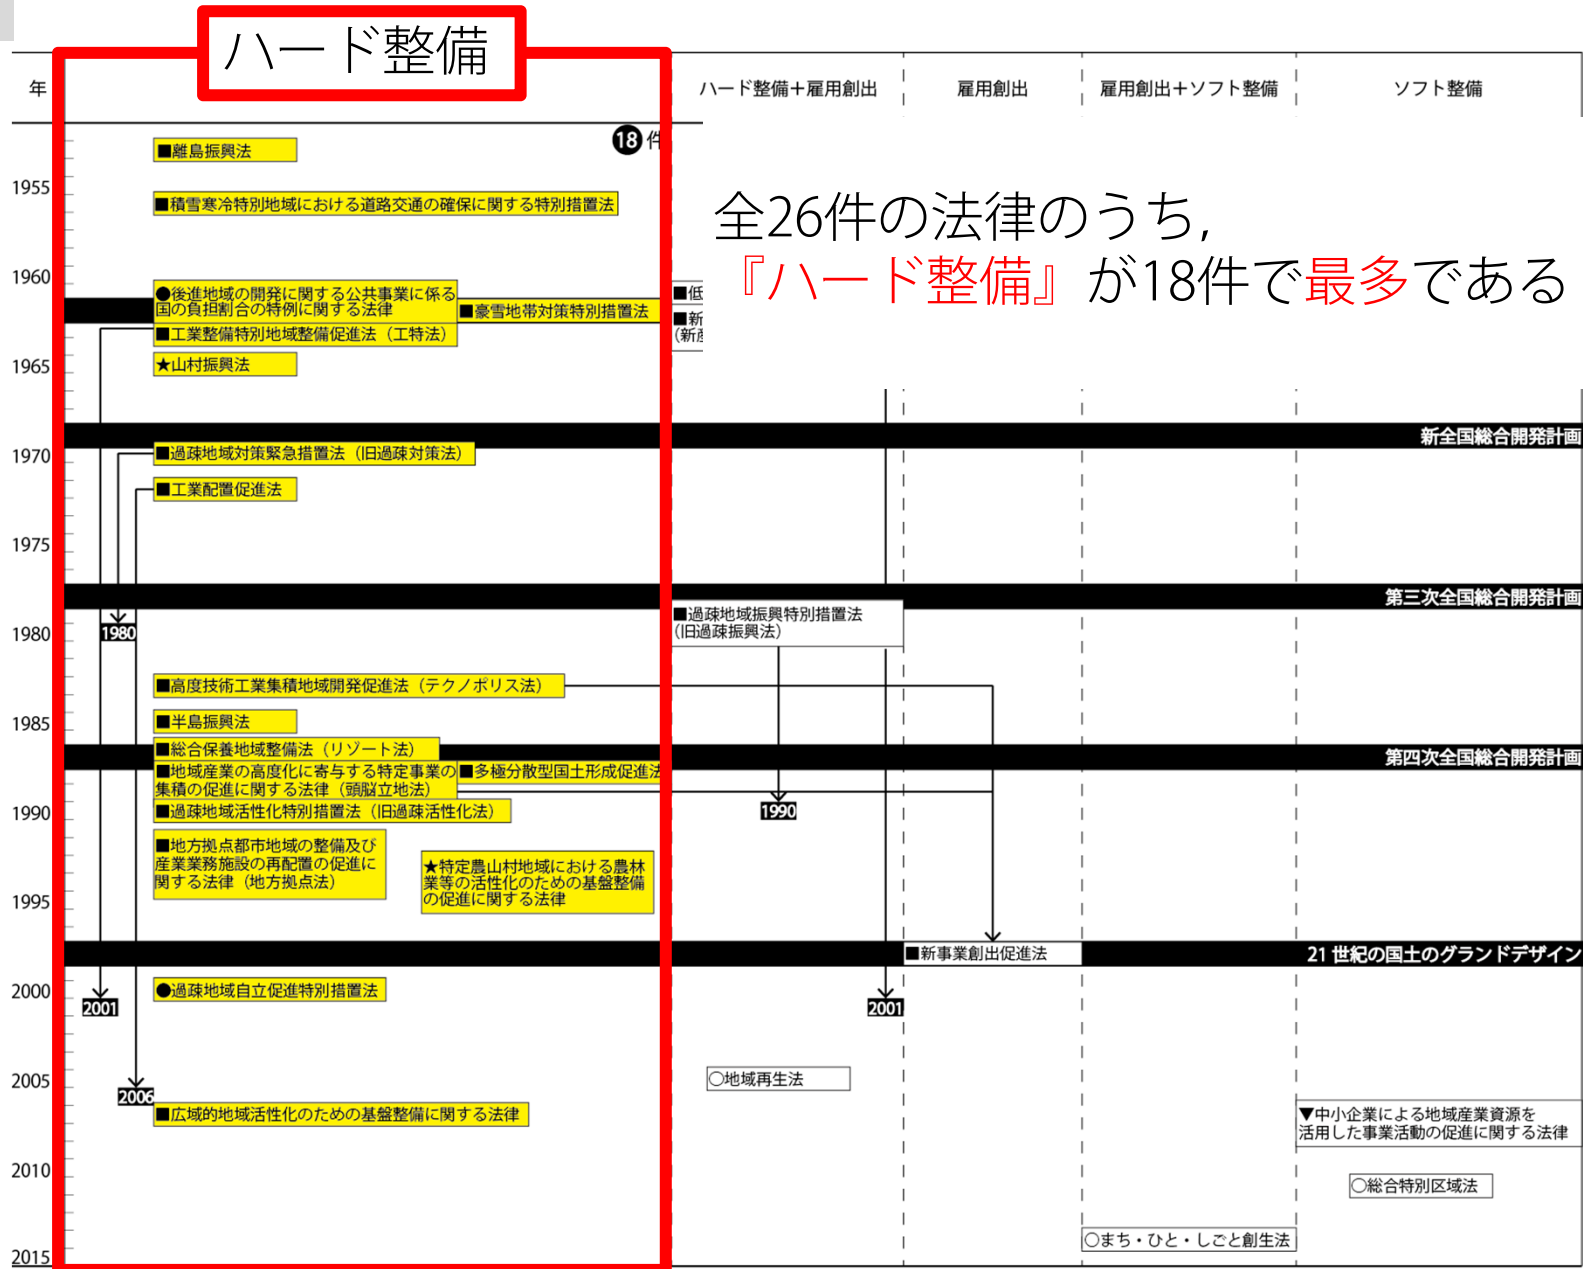 ハード整備
年
ハード整備＋雇用創出
雇用創出
雇用創出＋ソフト整備
ソフト整備
18 件
全26件の法律のうち,
『ハード整備』が18件で最多である
■離島振興法
1955
■積雪寒冷特別地域における道路交通の確保に関する特別措置法
1960
●後進地域の開発に関する公共事業に係る
国の負担割合の特例に関する法律
■豪雪地帯対策特別措置法
■低
■新
（新産
■工業整備特別地域整備促進法（工特法）
1965
★山村振興法
新全国総合開発計画
1970
■過疎地域対策緊急措置法（旧過疎対策法）
■工業配置促進法
1975
第三次全国総合開発計画
■過疎地域振興特別措置法
（旧過疎振興法）
1980
1980
■高度技術工業集積地域開発促進法（テクノポリス法）
1985
■半島振興法
■総合保養地域整備法（リゾート法）
第四次全国総合開発計画
■地域産業の高度化に寄与する特定事業の
集積の促進に関する法律（頭脳立地法）
■多極分散型国土形成促進法
1990
■過疎地域活性化特別措置法（旧過疎活性化法）
1990
■地方拠点都市地域の整備及び
産業業務施設の再配置の促進に
関する法律（地方拠点法）
★特定農山村地域における農林
業等の活性化のための基盤整備
の促進に関する法律
1995
■新事業創出促進法
21 世紀の国土のグランドデザイン
2000
●過疎地域自立促進特別措置法
2001
2001
2005
○地域再生法
2006
■広域的地域活性化のための基盤整備に関する法律
▼中小企業による地域産業資源を
活用した事業活動の促進に関する法律
2010
○総合特別区域法
○まち・ひと・しごと創生法
2015